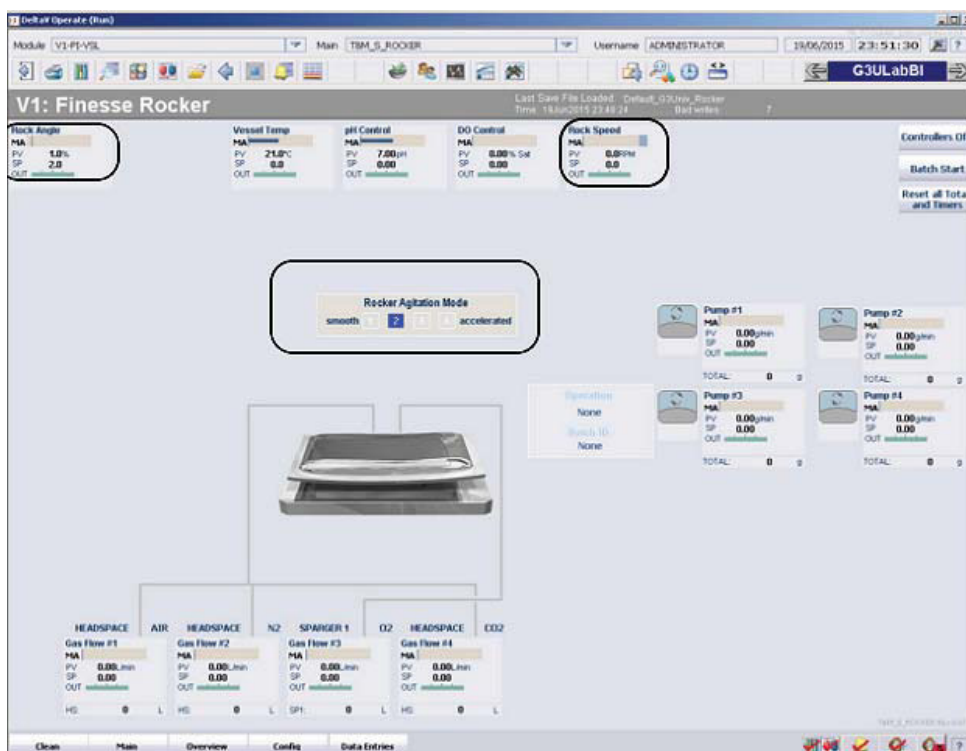 DeltaV Operate (Run)
Module V1-PI-VSL Main TBM_S_ROCKER Username ADMINISTRATOR 19/06/2015 23:51:30 ?
G3ULabBI
V1: Finesse Rocker
Last Save File Loaded Default_G3Univ_Rocker
Time 19Jun2015 23:49:24 Bad writes 7
Rock Angle
MA
PV 1.0%
SP 2.0
OUT
Vessel Temp
MA
PV 21.0°C
SP 0.0
OUT
pH Control
MA
PV 7.00pH
SP 0.00
OUT
DO Control
MA
PV 0.00% Sat
SP 0.00
OUT
Rock Speed
MA
PV 0.0RPM
SP 0.0
OUT
Controllers Of
Batch Start
Reset all Tota
and Timers
Rocker Agitation Mode
smooth 1 2 3 4 accelerated
Pump #1
MA
PV 0.00g/min
SP 0.00
OUT
TOTAL: 0 g
Pump #2
MA
PV 0.00g/min
SP 0.00
OUT
TOTAL: 0 g
Operation
None
Batch ID
None
Pump #3
MA
PV 0.00g/min
SP 0.00
OUT
TOTAL: 0 g
Pump #4
MA
PV 0.00g/min
SP 0.00
OUT
TOTAL: 0 g
HEADSPACE AIR HEADSPACE N2 SPARGER 1 O2 HEADSPACE CO2
Gas Flow #1
MA
PV 0.00L/min
SP 0.00
OUT
HS: 0 L
Gas Flow #2
MA
PV 0.00L/min
SP 0.00
OUT
HS: 0 L
Gas Flow #3
MA
PV 0.00L/min
SP 0.00
OUT
SP1: 0 L
Gas Flow #4
MA
PV 0.00L/min
SP 0.00
OUT
HS: 0 L
Clean Main Overview Config Data Entries ?